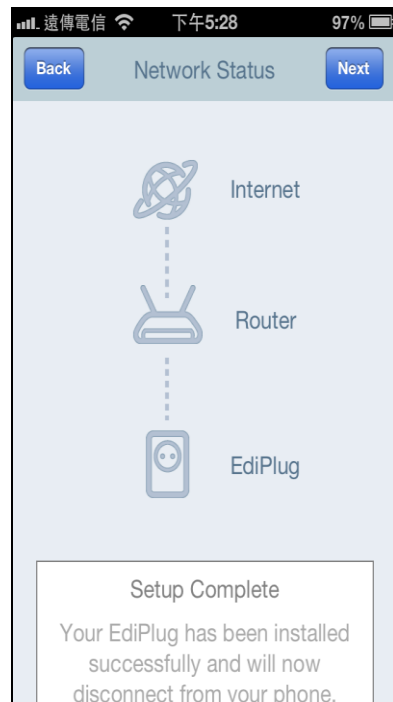 遠傳電信 下午5:28 97%
Back Network Status Next
Internet
Router
EdiPlug
Setup Complete
Your EdiPlug has been installed
successfully and will now
disconnect from your phone.